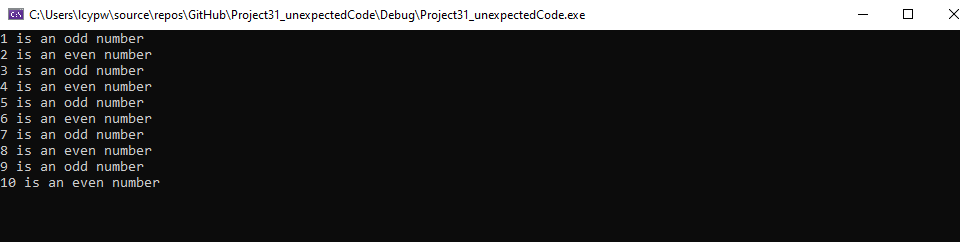 C:\Users\lcypw\source\repos\GitHub\Project31_unexpectedCode\Debug\Project31_unexpectedCode.exe
1 is an odd number
2 is an even number
3 is an odd number
4 is an even number
5 is an odd number
6 is an even number
7 is an odd number
8 is an even number
9 is an odd number
10 is an even number